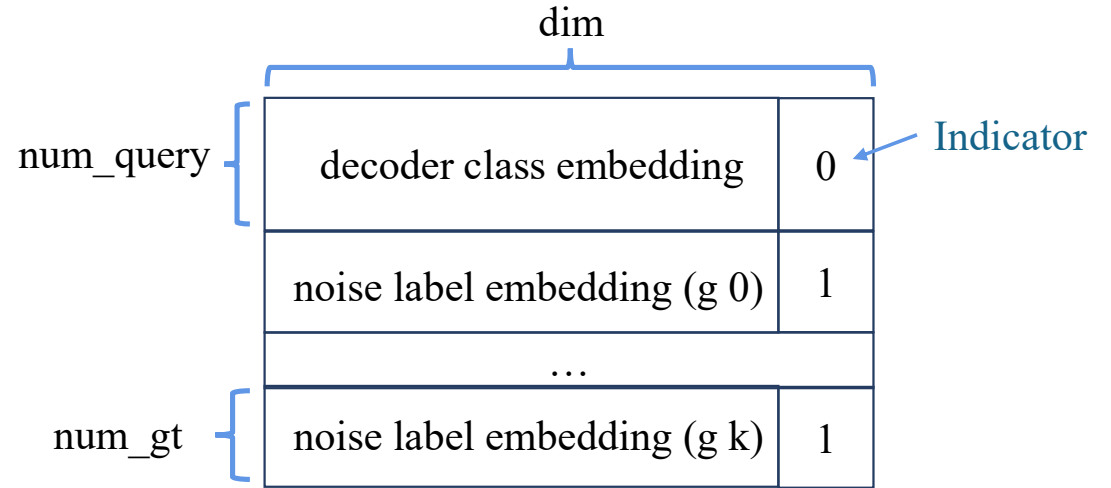 dim
num_query
decoder class embedding
0
Indicator
noise label embedding (g 0)
1
…
num_gt
noise label embedding (g k)
1